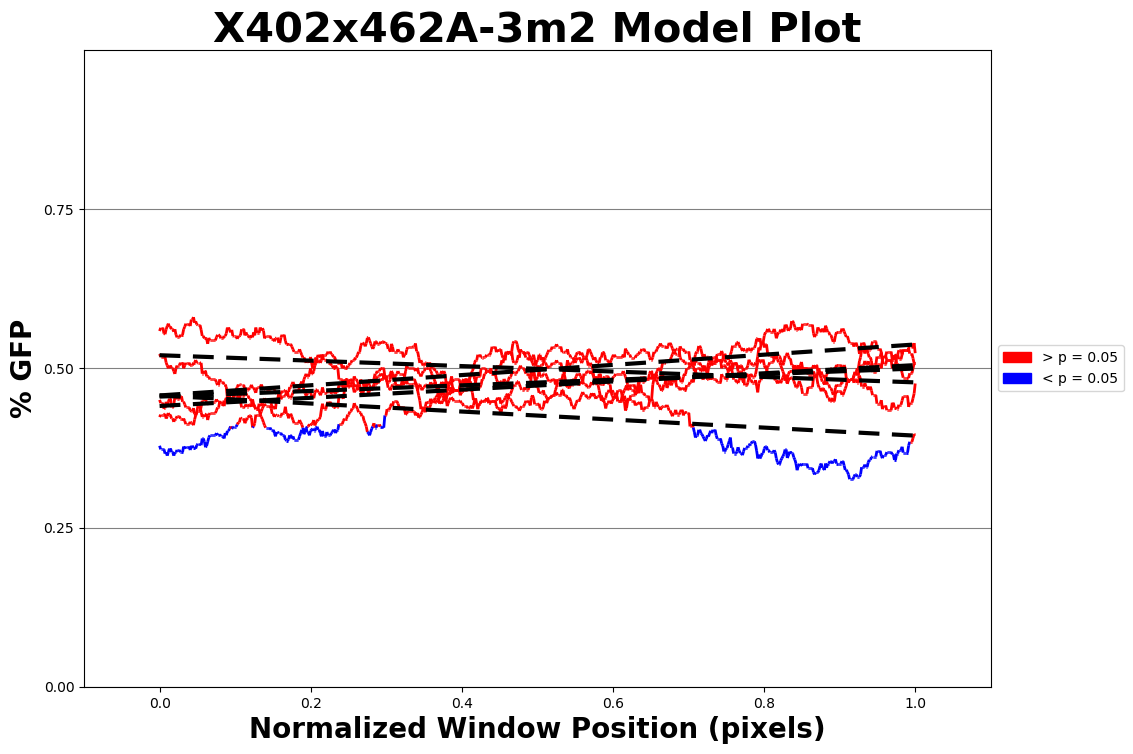 X402x462A-3m2 Model Plot
% GFP
0.75
0.50
0.25
0.00
0.0 0.2 0.4 0.6 0.8 1.0
Normalized Window Position (pixels)
> p = 0.05
< p = 0.05